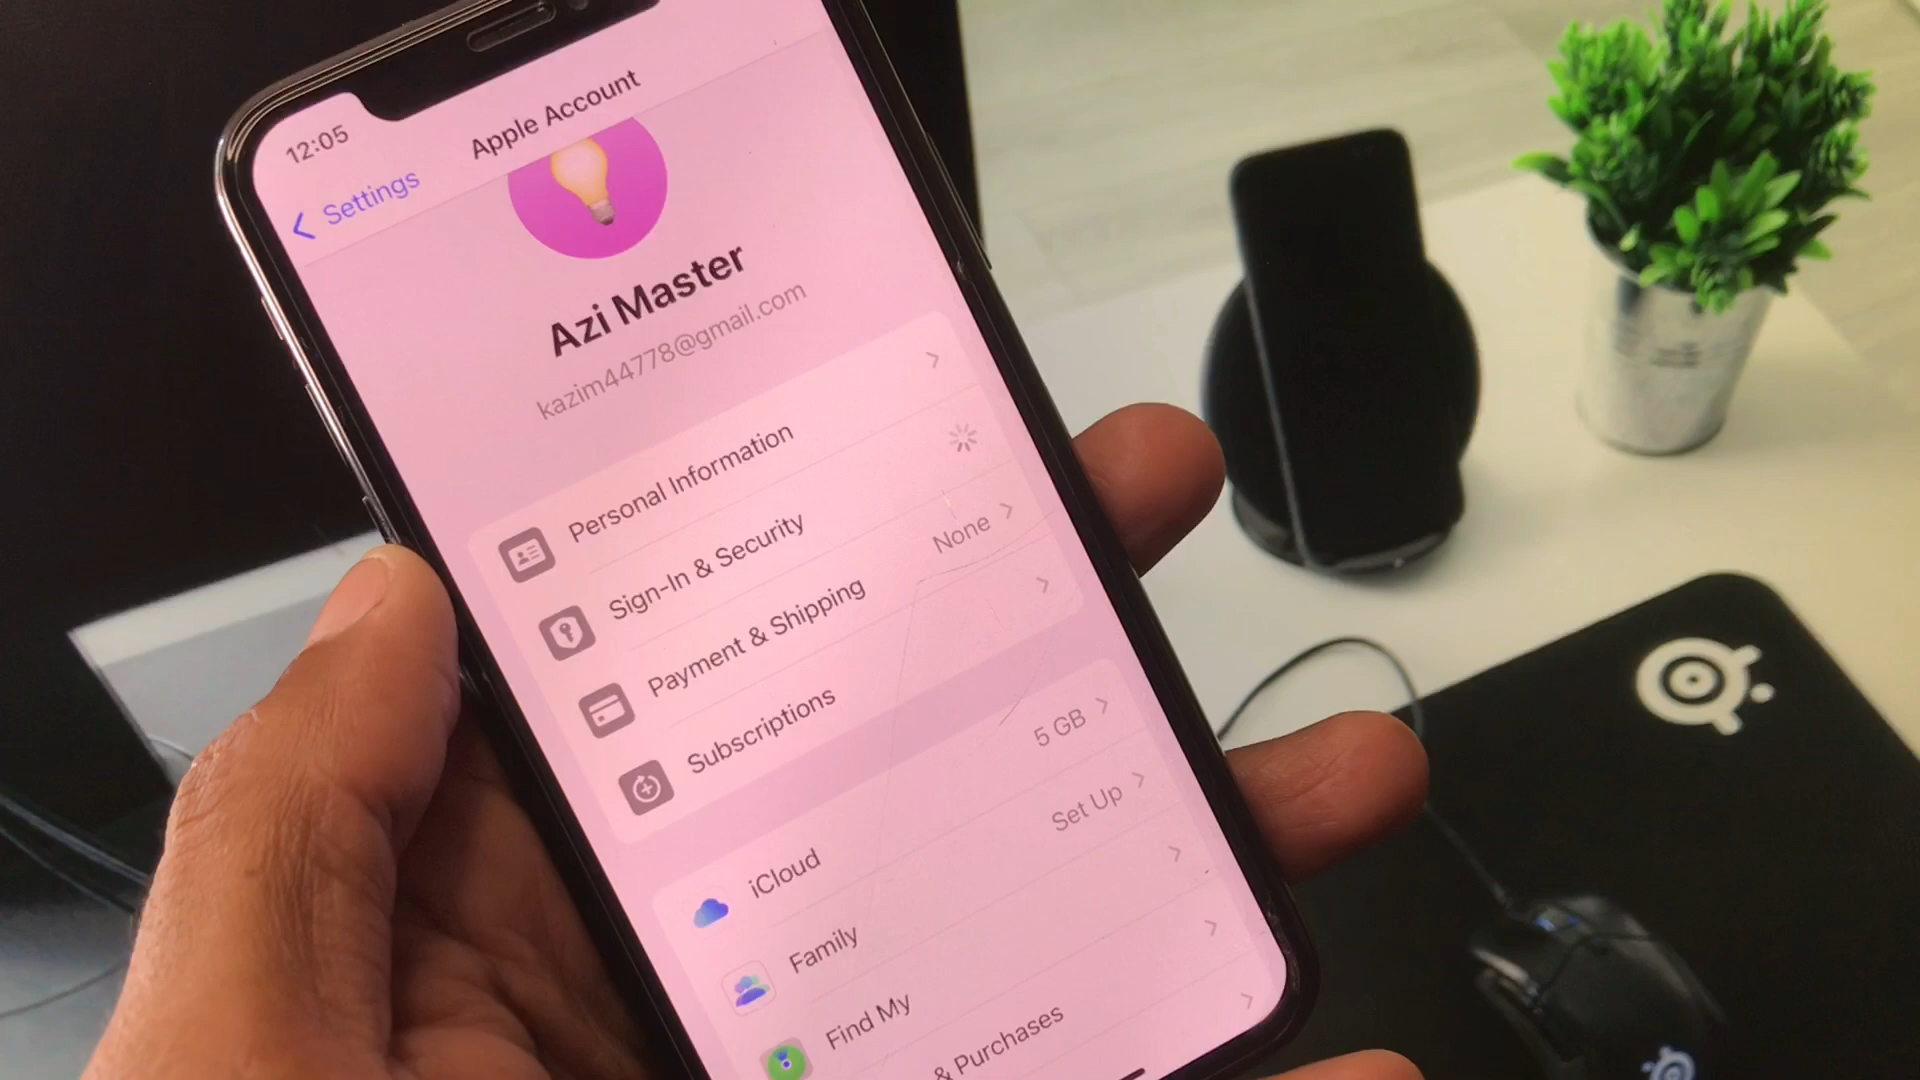 12:05
Apple Account
Settings
Azi Master
kazim44778@gmail.com
Personal Information
Sign-In & Security
Payment & Shipping
None
Subscriptions
iCloud
5 GB
Family
Set Up
Find My
& Purchases